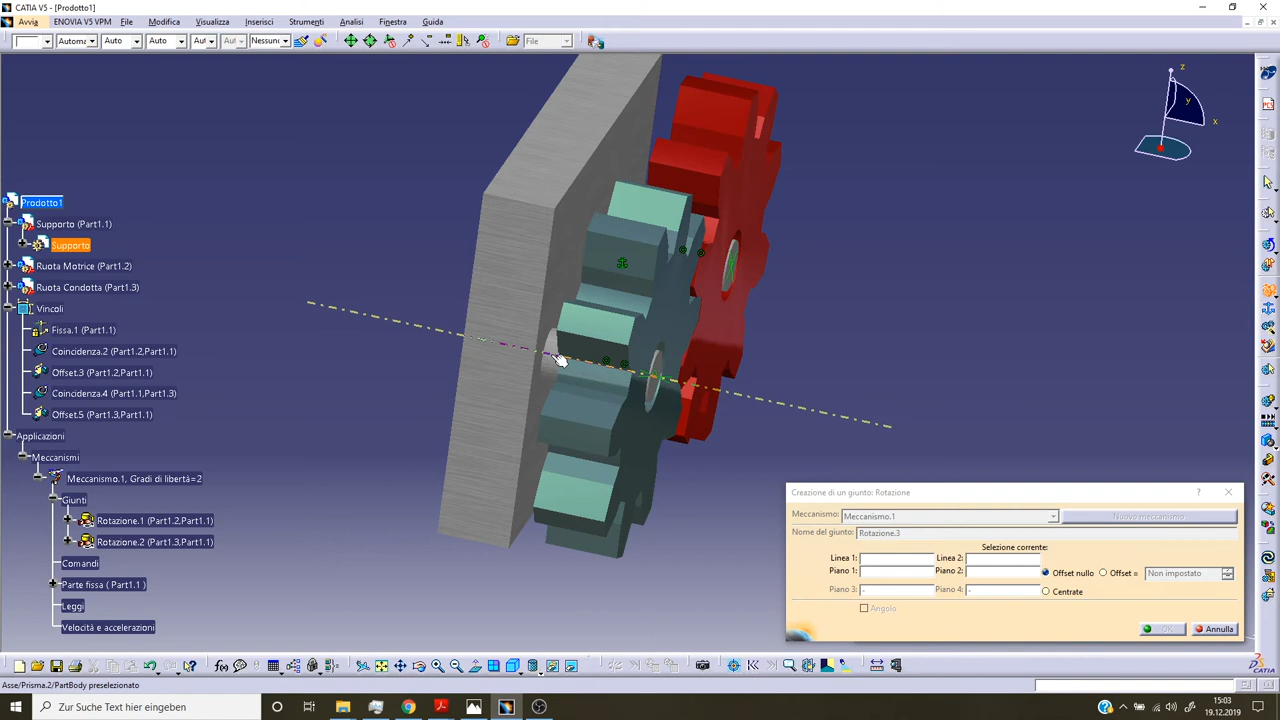 CATIA V5 - [Prodotto1]
Avvia ENOVIA V5 VPM File Modifica Visualizza Inserisci Strumenti Analisi Finestra Guida
Automa Auto Auto Aut Au Nessuno File
z
y
x
Prodotto1
Supporto (Part1.1)
Supporto
Ruota Motrice (Part1.2)
Ruota Condotta (Part1.3)
Vincoli
Fissa.1 (Part1.1)
Coincidenza.2 (Part1.2,Part1.1)
Offset.3 (Part1.2,Part1.1)
Coincidenza.4 (Part1.1,Part1.3)
Offset.5 (Part1.3,Part1.1)
Applicazioni
Meccanismi
Meccanismo.1, Gradi di libertà=2
Giunti
Rotazione.1 (Part1.2,Part1.1)
Rotazione.2 (Part1.3,Part1.1)
Comandi
Parte fissa ( Part1.1 )
Leggi
Velocità e accelerazioni
Creazione di un giunto: Rotazione
Meccanismo: Meccanismo.1 Nuovo meccanismo
Nome del giunto: Rotazione.3
Selezione corrente:
Linea 1: Linea 2:
Piano 1: Piano 2: Offset nullo Offset = Non impostato
Piano 3: - Piano 4: - Centrate
Angolo
OK Annulla
f(x)
CATIA
Asse/Prisma.2/PartBody preselezionato
Zur Suche Text hier eingeben
15:03
19.12.2019